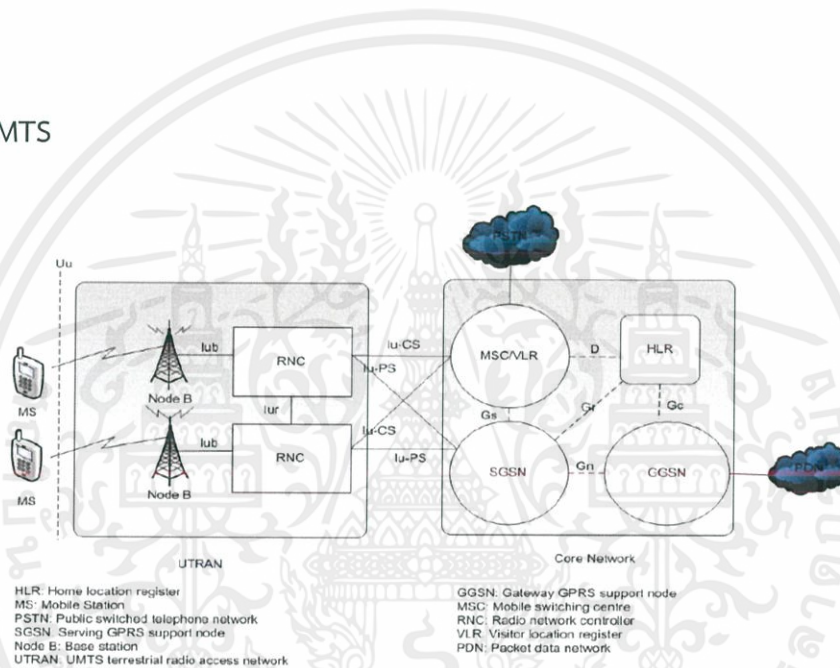 MTS
PSTN
Uu
Iub
RNC
Iu-CS
MSC/VLR
D
HLR
Iu-PS
MS
Node B
Iur
Gs
Gr
Gc
Iu-CS
Iub
RNC
Iu-PS
SGSN
Gn
GGSN
PDN
MS
Node B
UTRAN
Core Network
HLR: Home location register
MS: Mobile Station
PSTN: Public switched telephone network
SGSN: Serving GPRS support node
Node B: Base station
UTRAN: UMTS terrestrial radio access network
GGSN: Gateway GPRS support node
MSC: Mobile switching centre
RNC: Radio network controller
VLR: Visitor location register
PDN: Packet data network